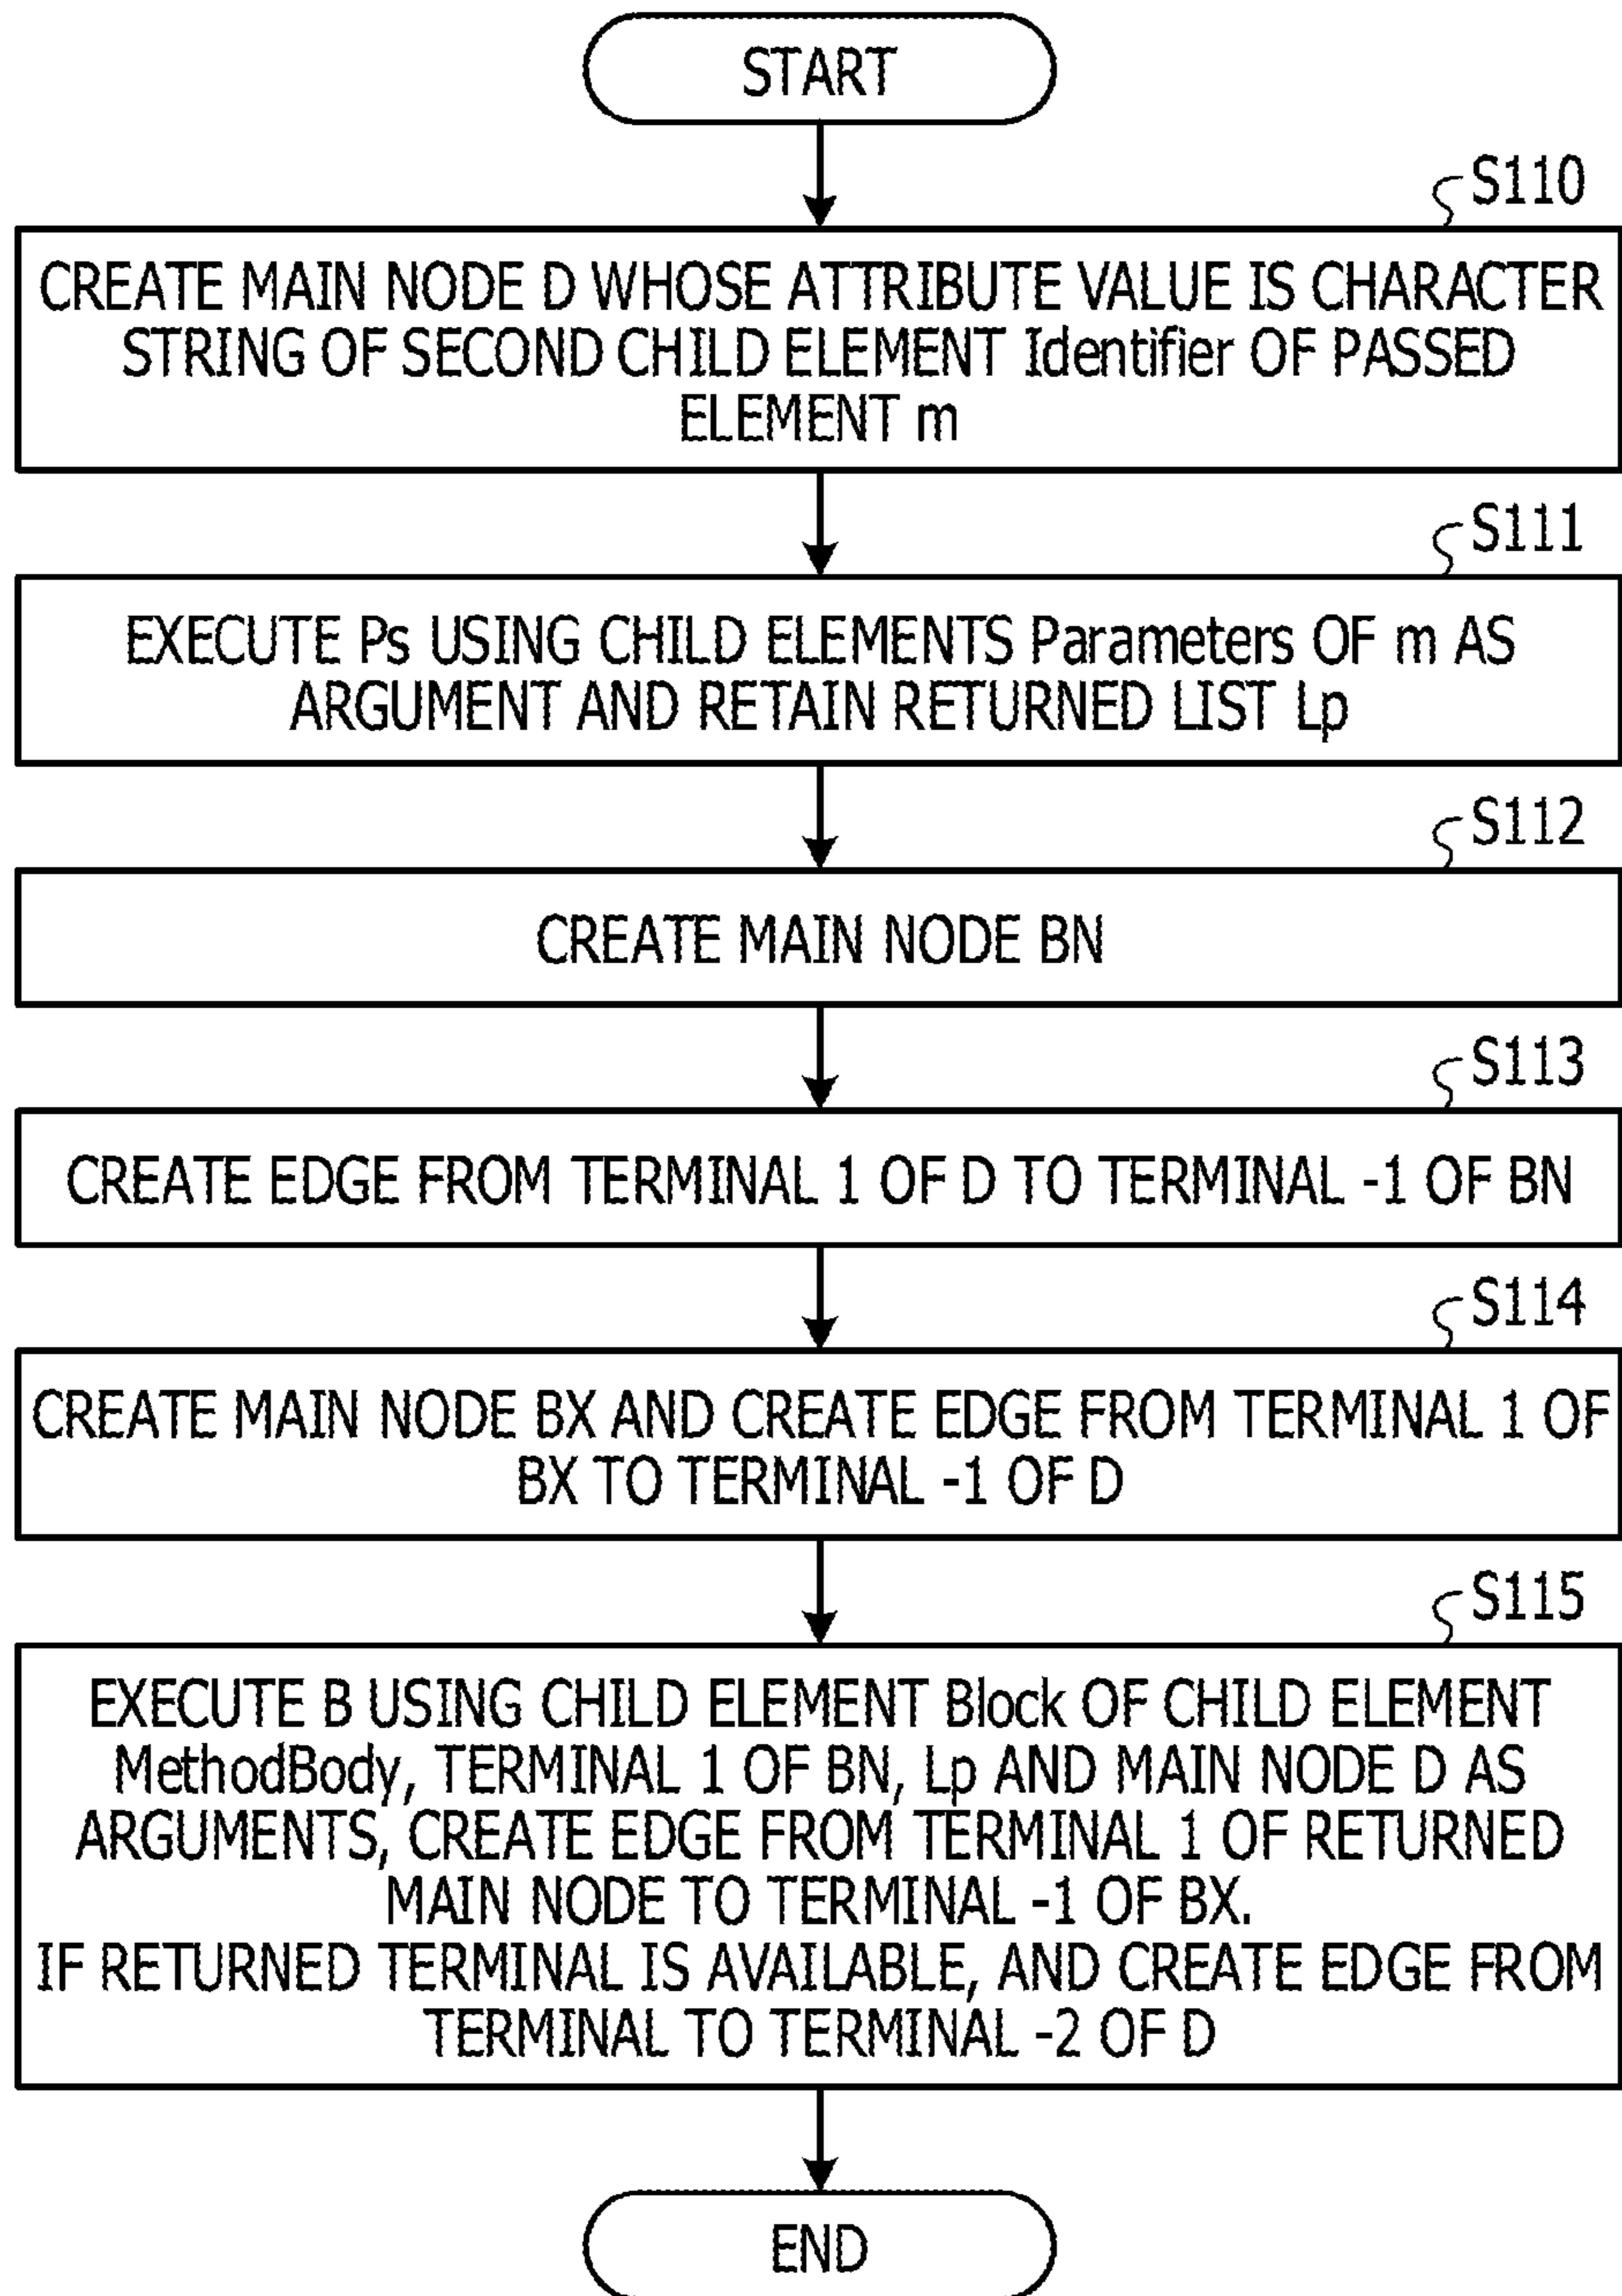 START
S110
CREATE MAIN NODE D WHOSE ATTRIBUTE VALUE IS CHARACTER
STRING OF SECOND CHILD ELEMENT Identifier OF PASSED
ELEMENT m
S111
EXECUTE Ps USING CHILD ELEMENTS Parameters OF m AS
ARGUMENT AND RETAIN RETURNED LIST Lp
S112
CREATE MAIN NODE BN
S113
CREATE EDGE FROM TERMINAL 1 OF D TO TERMINAL -1 OF BN
S114
CREATE MAIN NODE BX AND CREATE EDGE FROM TERMINAL 1 OF
BX TO TERMINAL -1 OF D
S115
EXECUTE B USING CHILD ELEMENT Block OF CHILD ELEMENT
MethodBody, TERMINAL 1 OF BN, Lp AND MAIN NODE D AS
ARGUMENTS, CREATE EDGE FROM TERMINAL 1 OF RETURNED
MAIN NODE TO TERMINAL -1 OF BX.
IF RETURNED TERMINAL IS AVAILABLE, AND CREATE EDGE FROM
TERMINAL TO TERMINAL -2 OF D
END